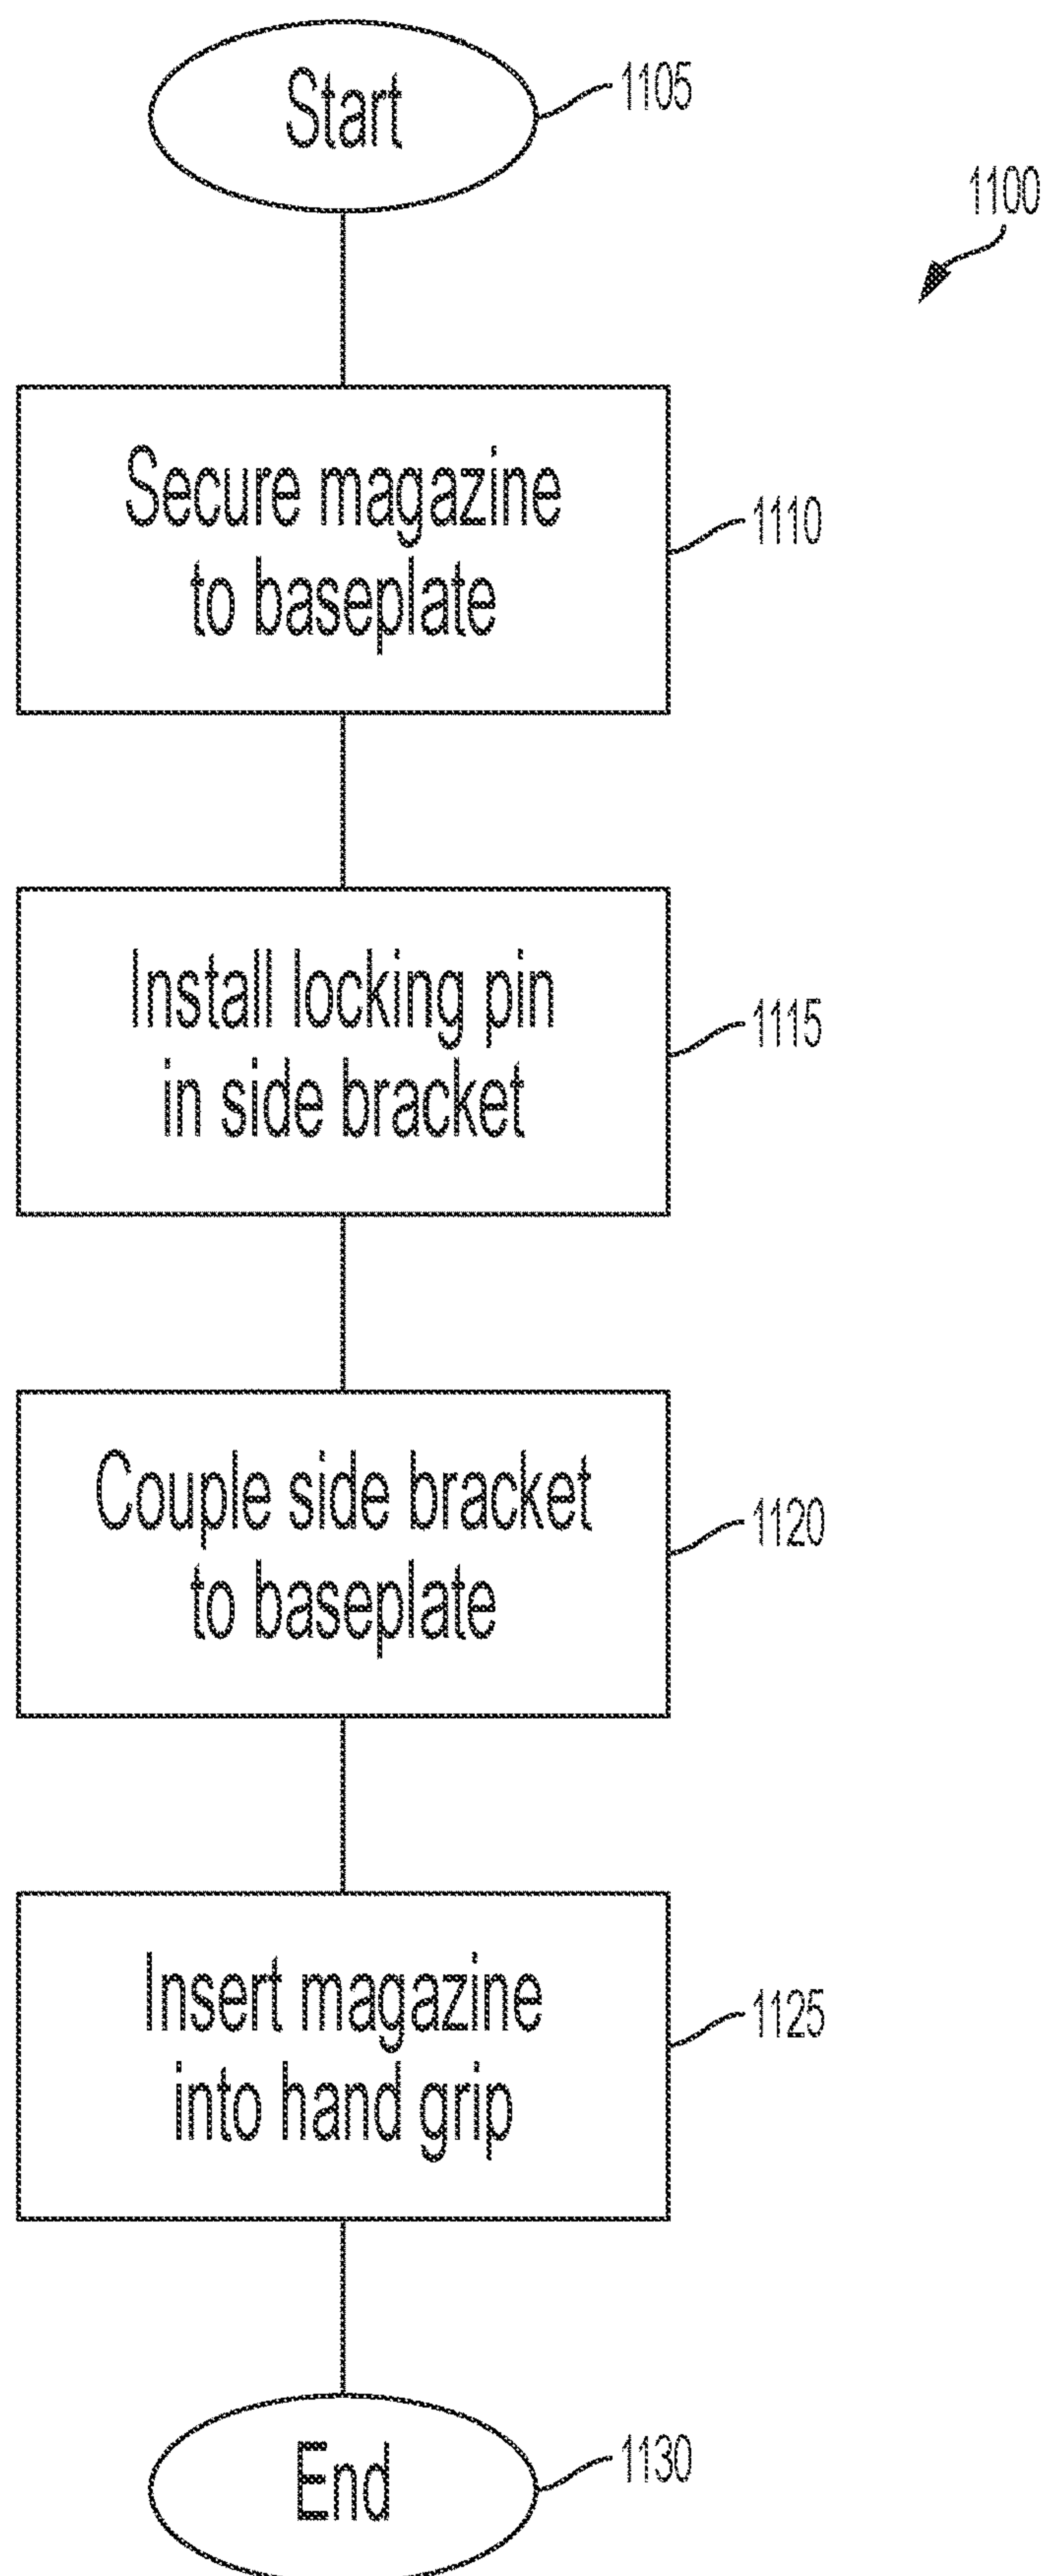 Start
1105
1100
Secure magazine
to baseplate
1110
Install locking pin
in side bracket
1115
Couple side bracket
to baseplate
1120
Insert magazine
into hand grip
1125
End
1130